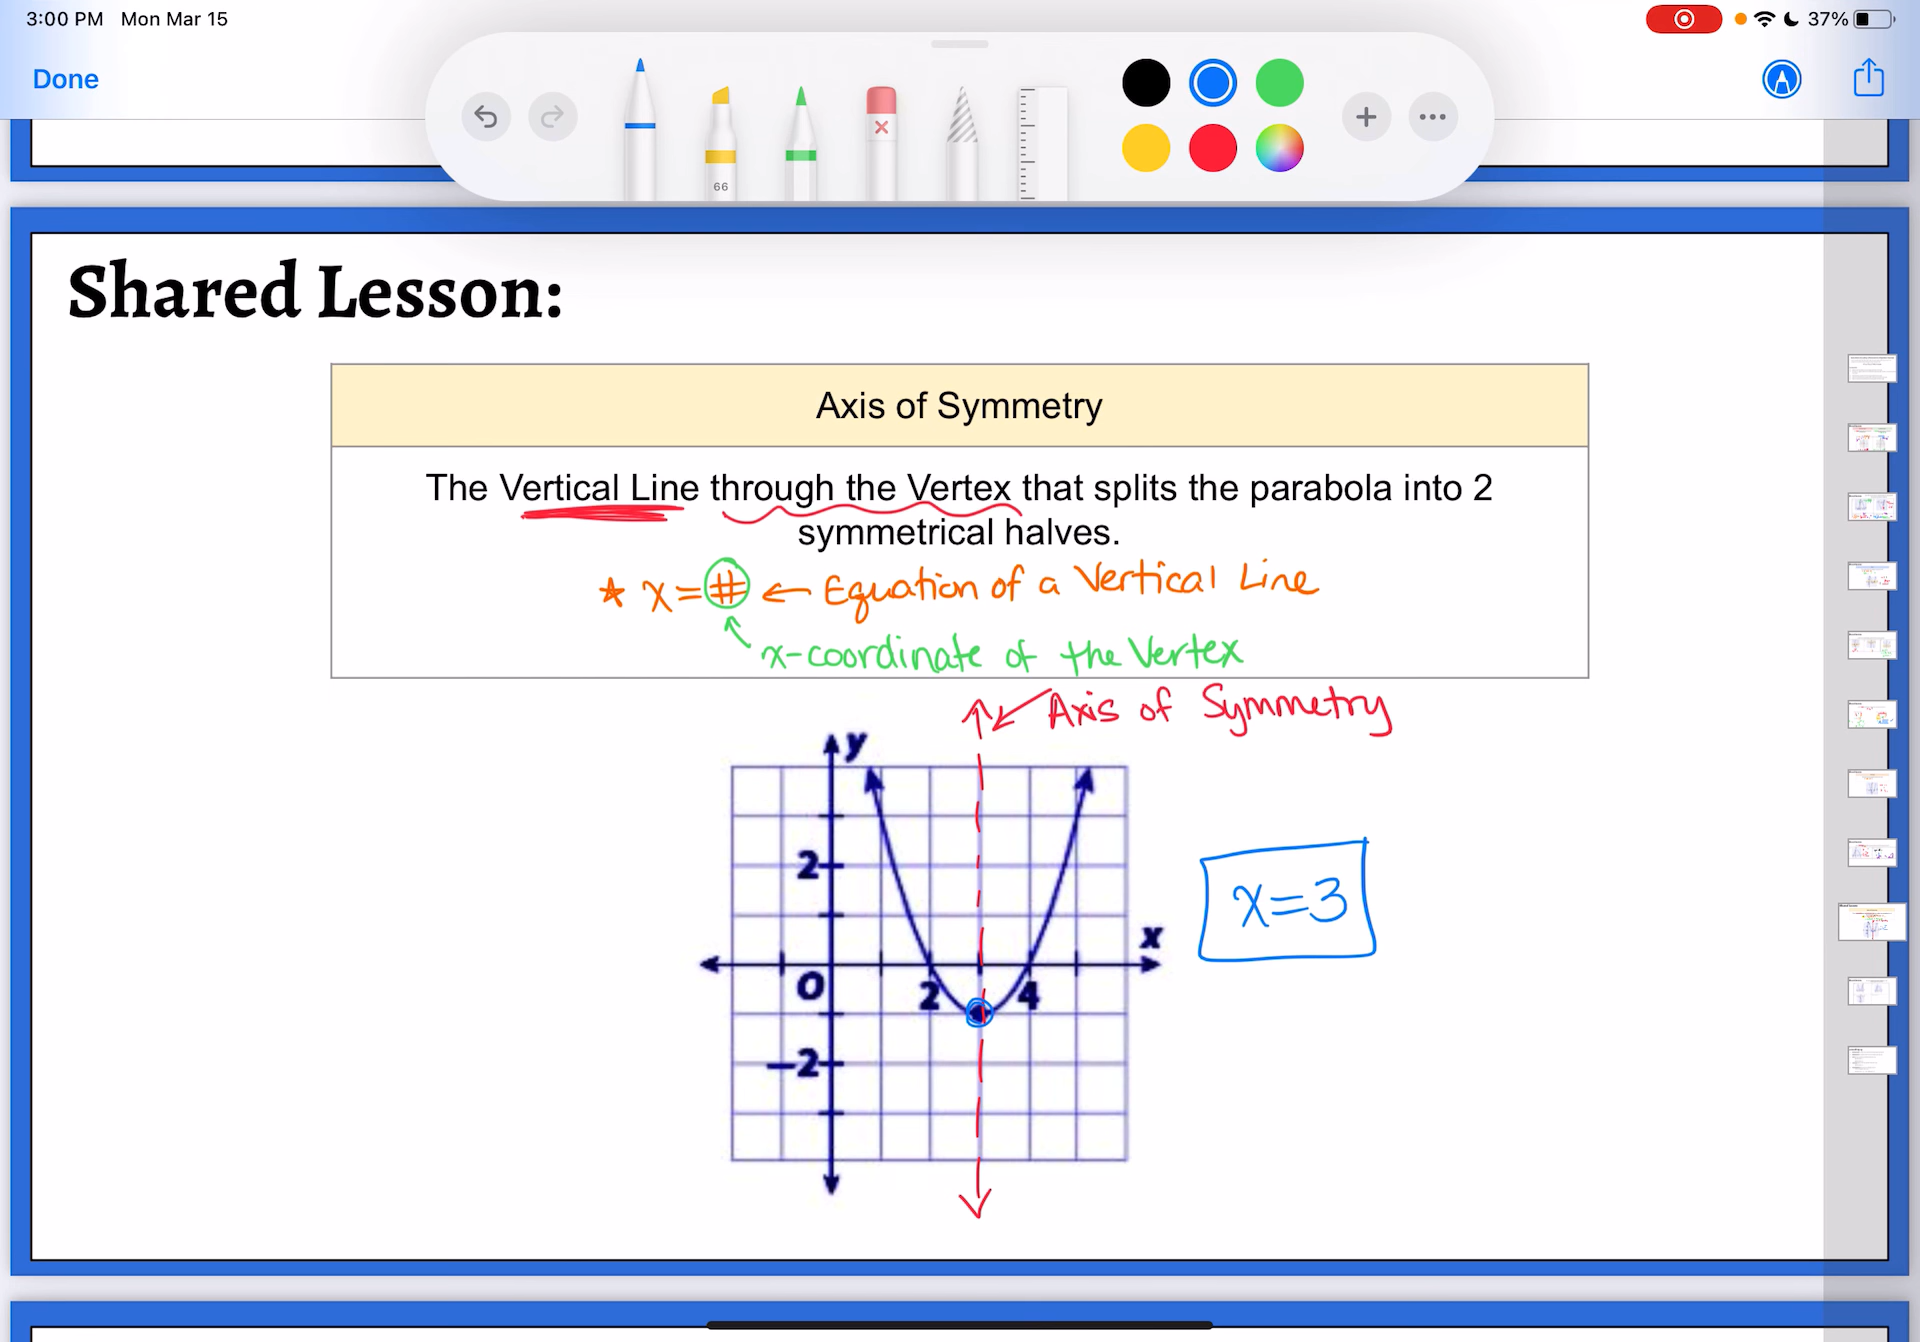 3:00 PM Mon Mar 15
37%
Done
66
Shared Lesson:
Axis of Symmetry
The Vertical Line through the Vertex that splits the parabola into 2
symmetrical halves.
* x = # ← Equation of a Vertical Line
x-coordinate of the Vertex
Axis of Symmetry
y
2
x
O
2
4
-2
x=3